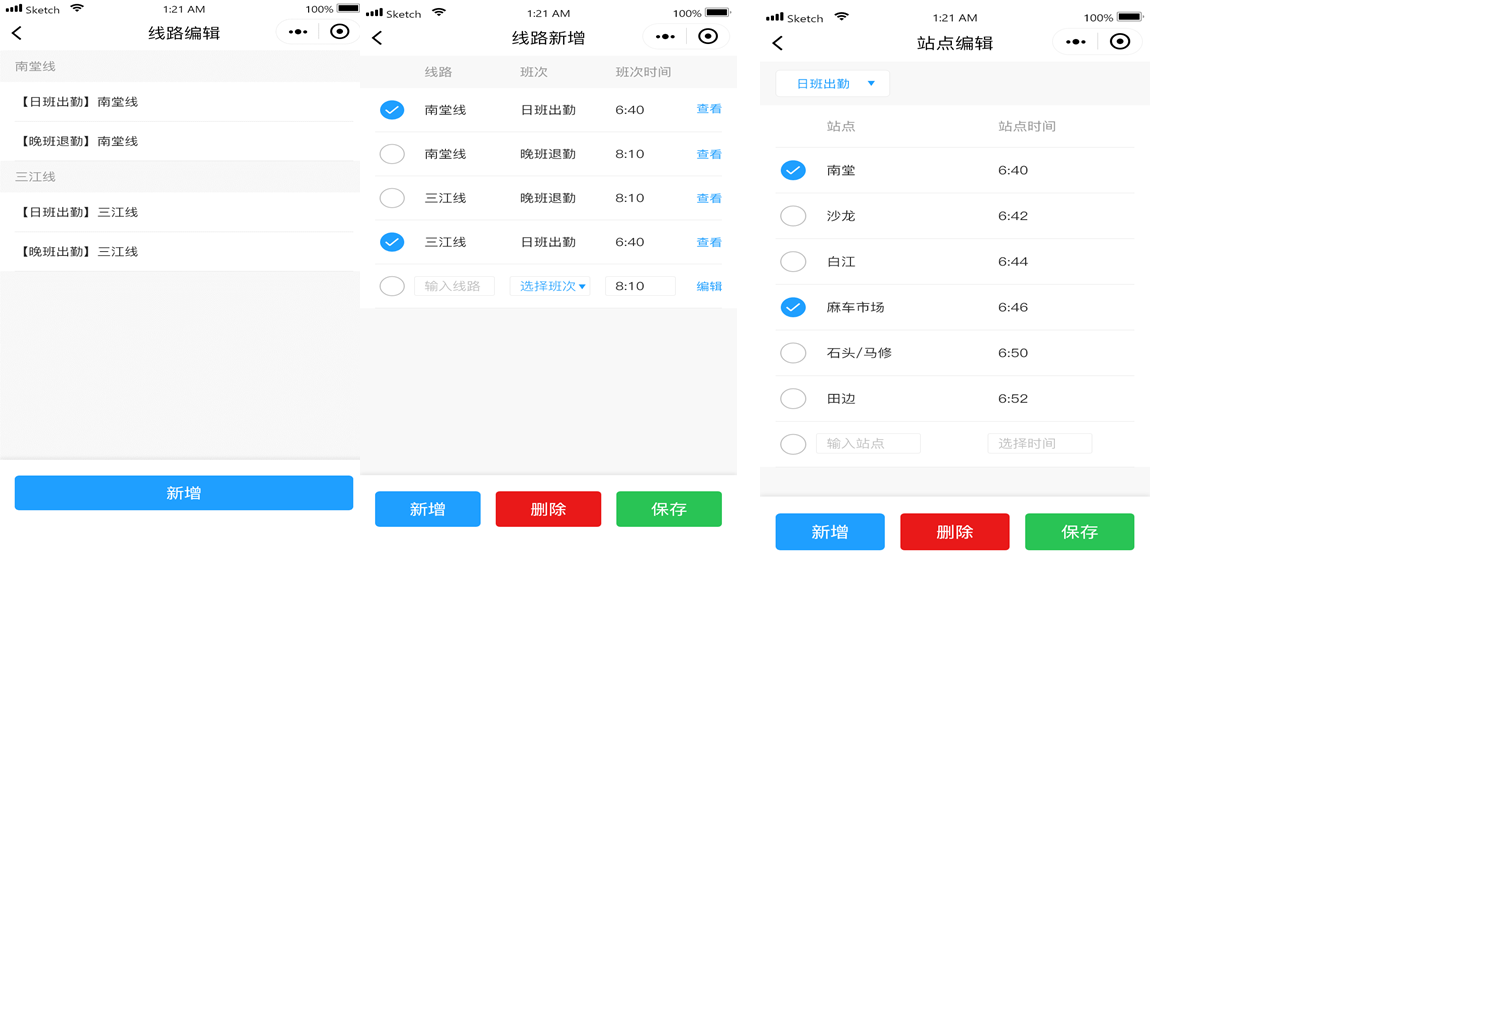 Sketch 1:21 AM 100%
线路编辑
南堂线
【日班出勤】南堂线
【晚班退勤】南堂线
三江线
【日班出勤】三江线
【晚班出勤】三江线
新增
Sketch 1:21 AM 100%
线路新增
线路 班次 班次时间
南堂线 日班出勤 6:40 查看
南堂线 晚班退勤 8:10 查看
三江线 晚班退勤 8:10 查看
三江线 日班出勤 6:40 查看
输入线路 选择班次 8:10 编辑
新增 删除 保存
Sketch 1:21 AM 100%
站点编辑
日班出勤
站点 站点时间
南堂 6:40
沙龙 6:42
白江 6:44
麻车市场 6:46
石头/马修 6:50
田边 6:52
输入站点 选择时间
新增 删除 保存